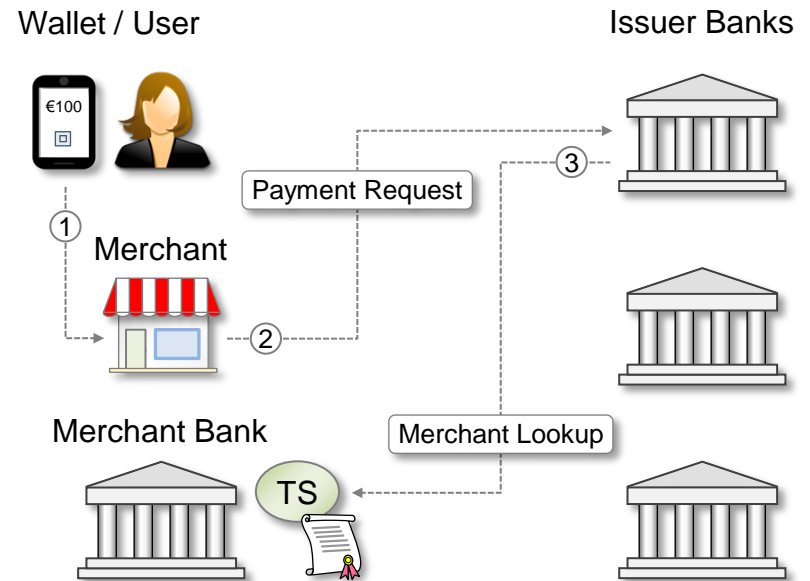 Wallet / User
Issuer Banks
€100
3
Payment Request
1
Merchant
2
Merchant Bank
Merchant Lookup
TS